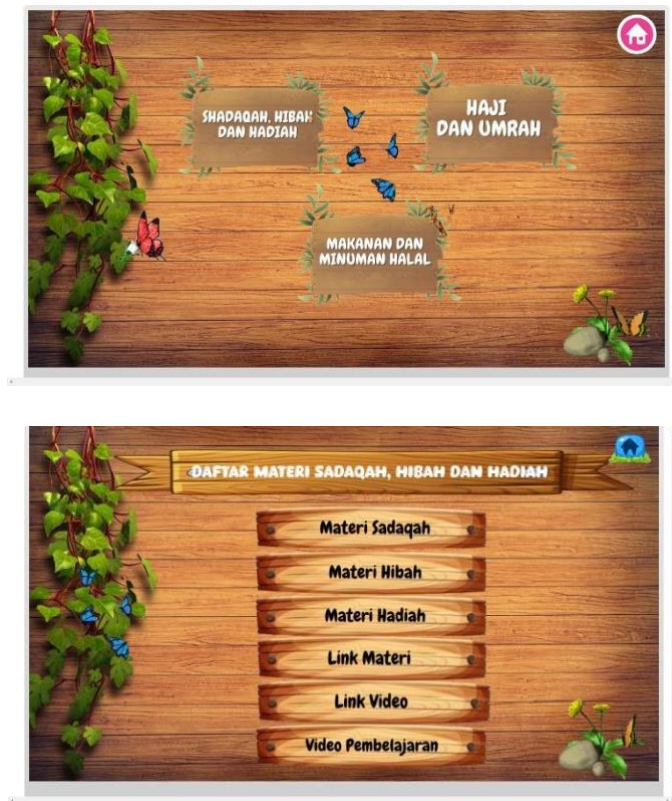 SHADAQAH, HIBAH
DAN HADIAH
HAJI
DAN UMRAH
MAKANAN DAN
MINUMAN HALAL
DAFTAR MATERI SADAQAH, HIBAH DAN HADIAH
Materi Sadaqah
Materi Hibah
Materi Hadiah
Link Materi
Link Video
Video Pembelajaran